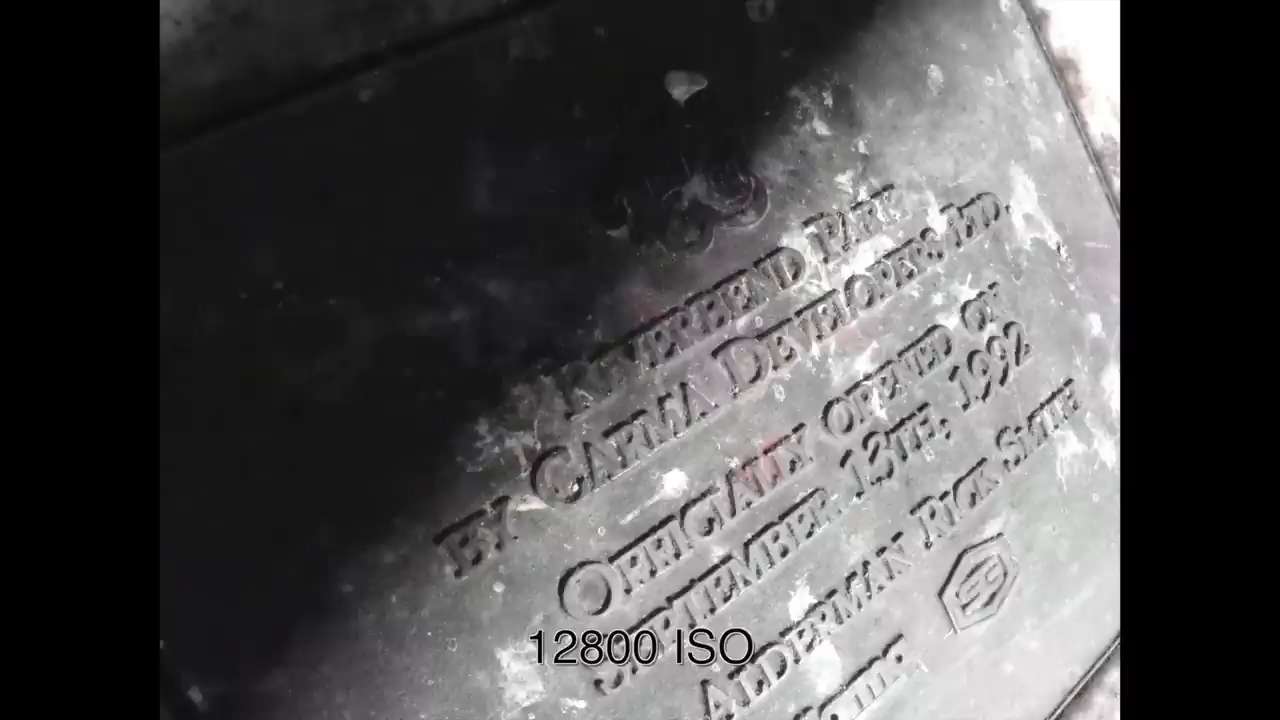 RIVERBEND PARK
BY CARMA DEVELOPERS LTD.
OFFICIALLY OPENED ON
SEPTEMBER 13TH, 1992
ALDERMAN RICK SMITH
12800 ISO